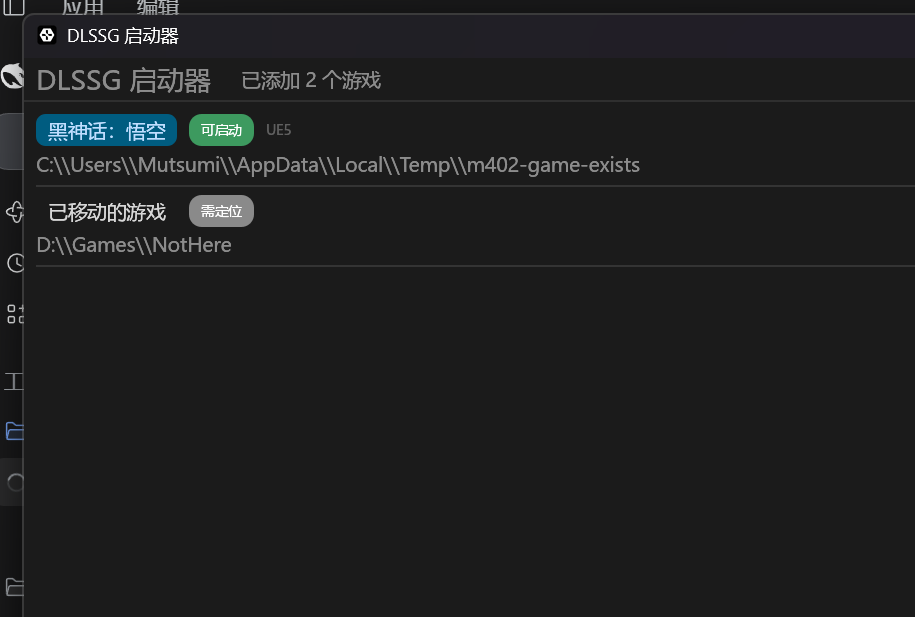 应用 编辑
DLSSG 启动器
DLSSG 启动器 已添加 2 个游戏
黑神话：悟空 可启动 UE5
C:\\Users\\Mutsumi\\AppData\\Local\\Temp\\m402-game-exists
已移动的游戏 需定位
D:\\Games\\NotHere
工